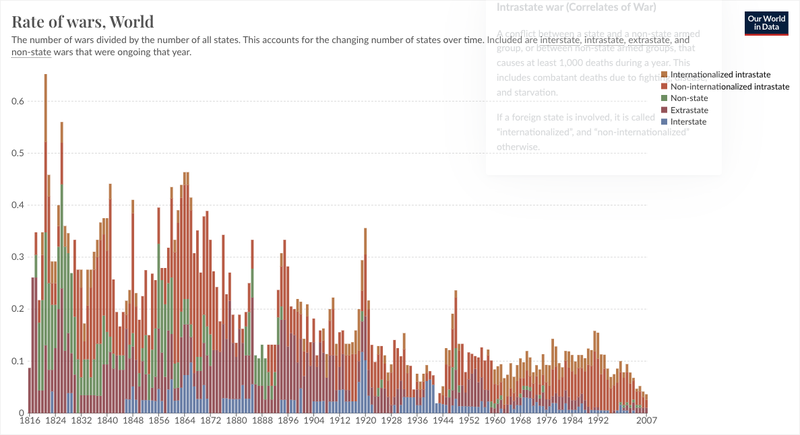 Rate of wars, World
The number of wars divided by the number of all states. This accounts for the changing number of states over time. Included are interstate, intrastate, extrastate, and
non-state wars that were ongoing that year.
Our World
in Data
Intrastate war (Correlates of War)
A conflict between a state and a non-state armed
group, or between non-state armed groups, that
causes at least 1,000 deaths during a year. This
includes combatant deaths due to fighting,
and starvation.
If a foreign state is involved, it is called
"internationalized", and "non-internationalized"
otherwise.
Internationalized intrastate
Non-internationalized intrastate
Non-state
Extrastate
Interstate
0.6
0.5
0.4
0.3
0.2
0.1
0
1816 1824 1832 1840 1848 1856 1864 1872 1880 1888 1896 1904 1912 1920 1928 1936 1944 1952 1960 1968 1976 1984 1992 2007